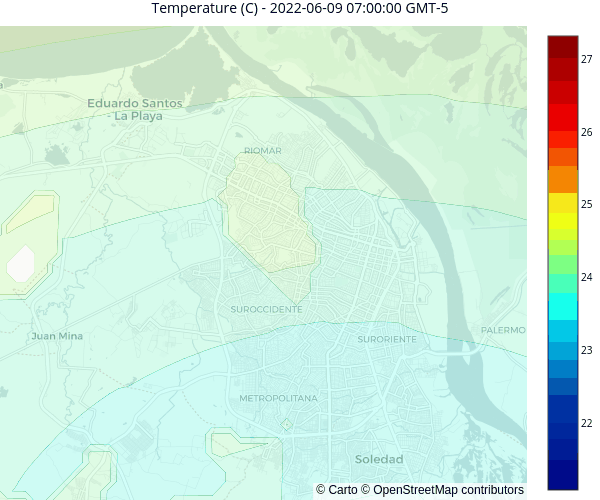 Temperature (C) - 2022-06-09 07:00:00 GMT-5
Eduardo Santos
- La Playa
RIOMAR
SUROCCIDENTE
Juan Mina
SURORIENTE
PALERMO
METROPOLITANA
Soledad
© Carto © OpenStreetMap contributors
27
26
25
24
23
22